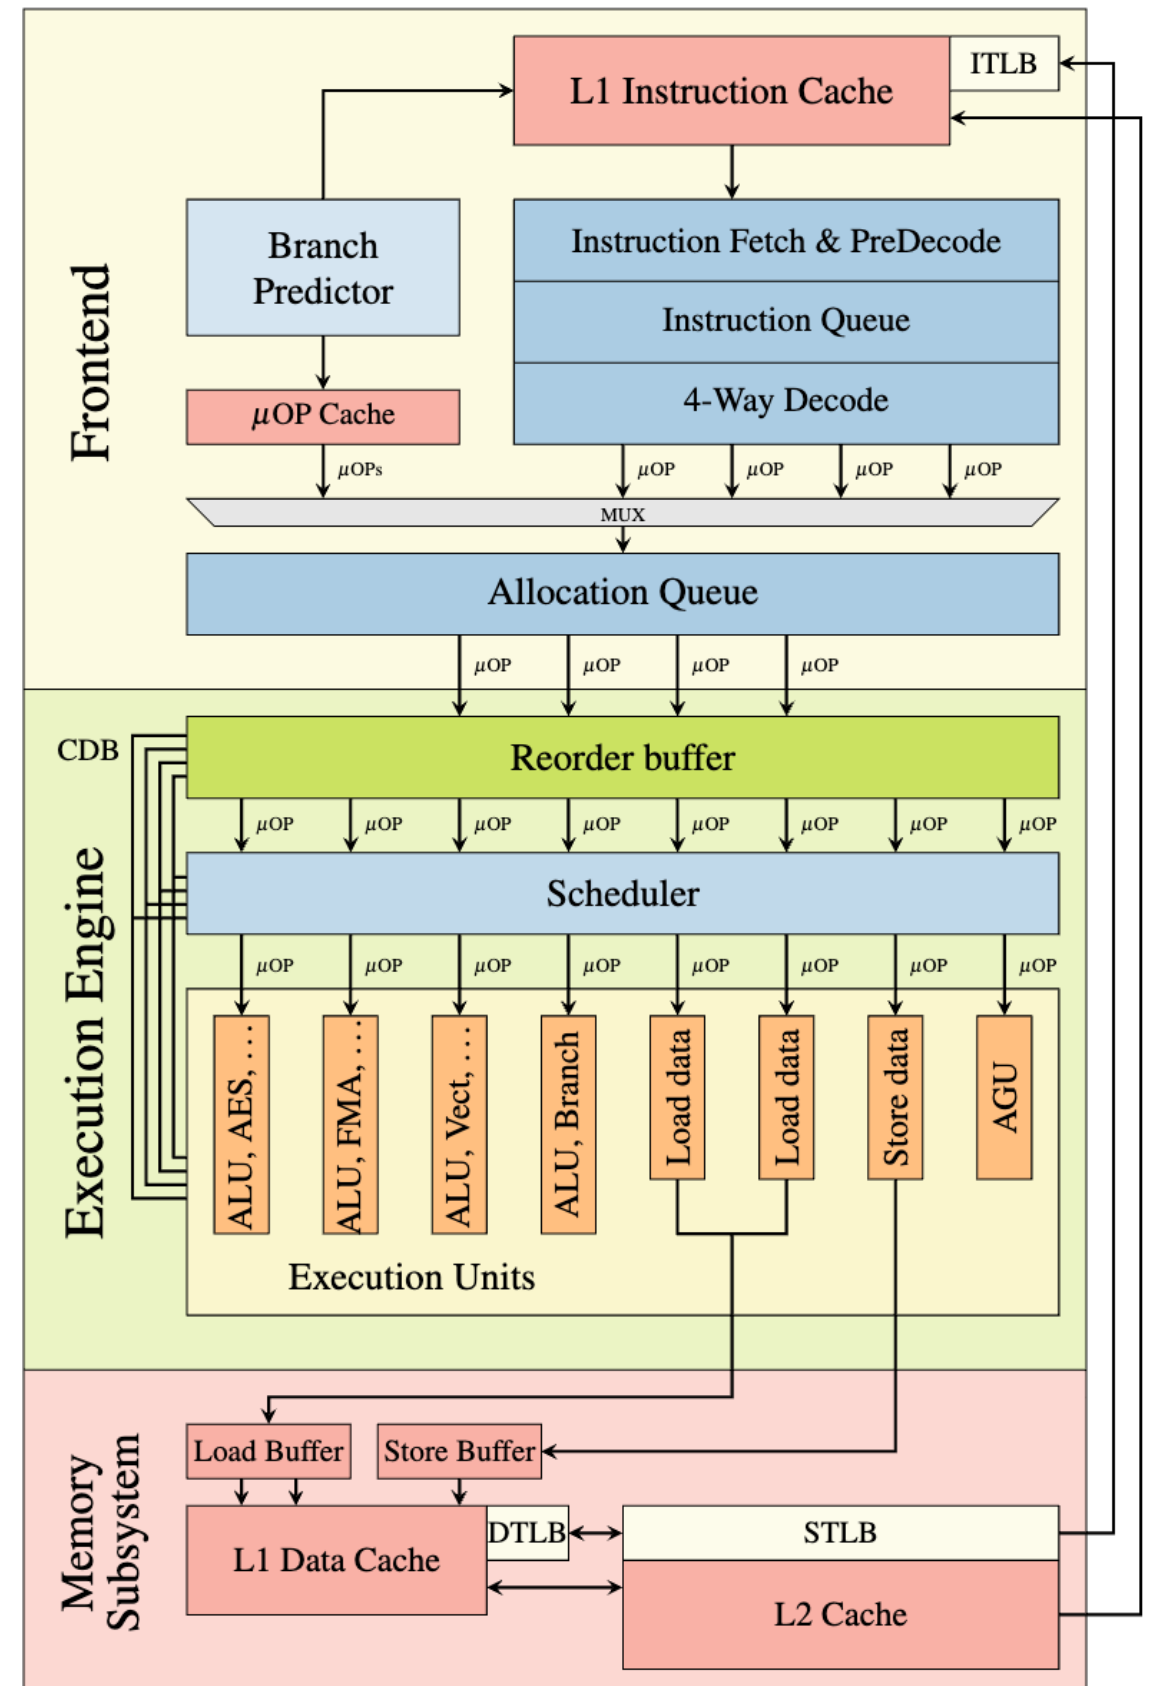 L1 Instruction Cache
ITLB
Frontend
Branch
Predictor
Instruction Fetch & PreDecode
Instruction Queue
4-Way Decode
μOP Cache
μOPs
μOP
μOP
μOP
μOP
MUX
Allocation Queue
μOP
μOP
μOP
μOP
Execution Engine
CDB
Reorder buffer
μOP
μOP
μOP
μOP
μOP
μOP
μOP
μOP
Scheduler
μOP
μOP
μOP
μOP
μOP
μOP
μOP
μOP
ALU, AES, …
ALU, FMA, …
ALU, Vect, …
ALU, Branch
Load data
Load data
Store data
AGU
Execution Units
Memory
Subsystem
Load Buffer
Store Buffer
L1 Data Cache
DTLB
STLB
L2 Cache